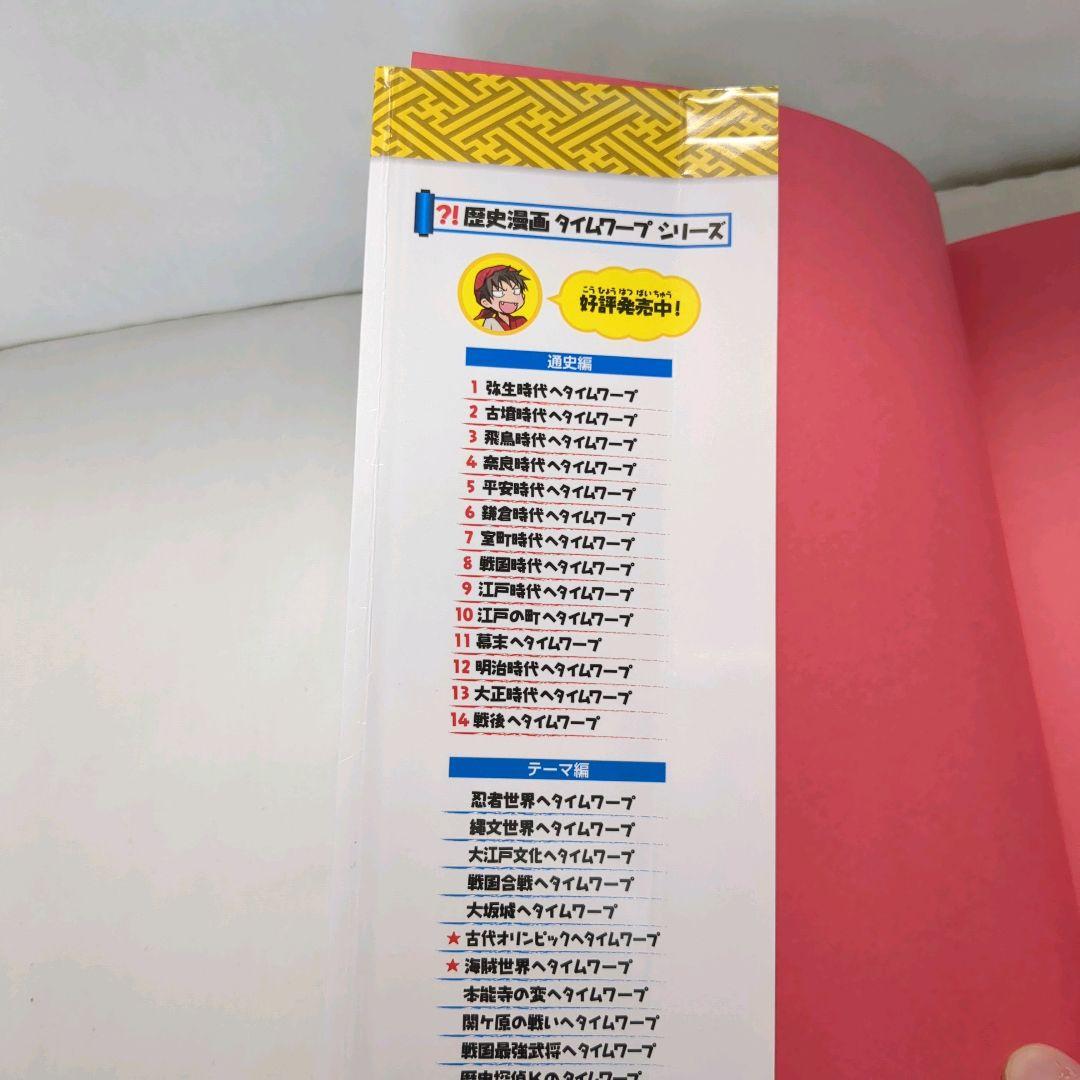 ?! 歴史漫画 タイムワープ シリーズ
こうひょうはつばいちゅう
好評発売中!
通史編
1 弥生時代へタイムワープ
2 古墳時代へタイムワープ
3 飛鳥時代へタイムワープ
4 奈良時代へタイムワープ
5 平安時代へタイムワープ
6 鎌倉時代へタイムワープ
7 室町時代へタイムワープ
8 戦国時代へタイムワープ
9 江戸時代へタイムワープ
10 江戸の町へタイムワープ
11 幕末へタイムワープ
12 明治時代へタイムワープ
13 大正時代へタイムワープ
14 戦後へタイムワープ
テーマ編
忍者世界へタイムワープ
縄文世界へタイムワープ
大江戸文化へタイムワープ
戦国合戦へタイムワープ
大坂城へタイムワープ
★古代オリンピックへタイムワープ
★海賊世界へタイムワープ
本能寺の変へタイムワープ
関ケ原の戦いへタイムワープ
戦国最強武将へタイムワープ
歴史探偵Kのタイムワープ